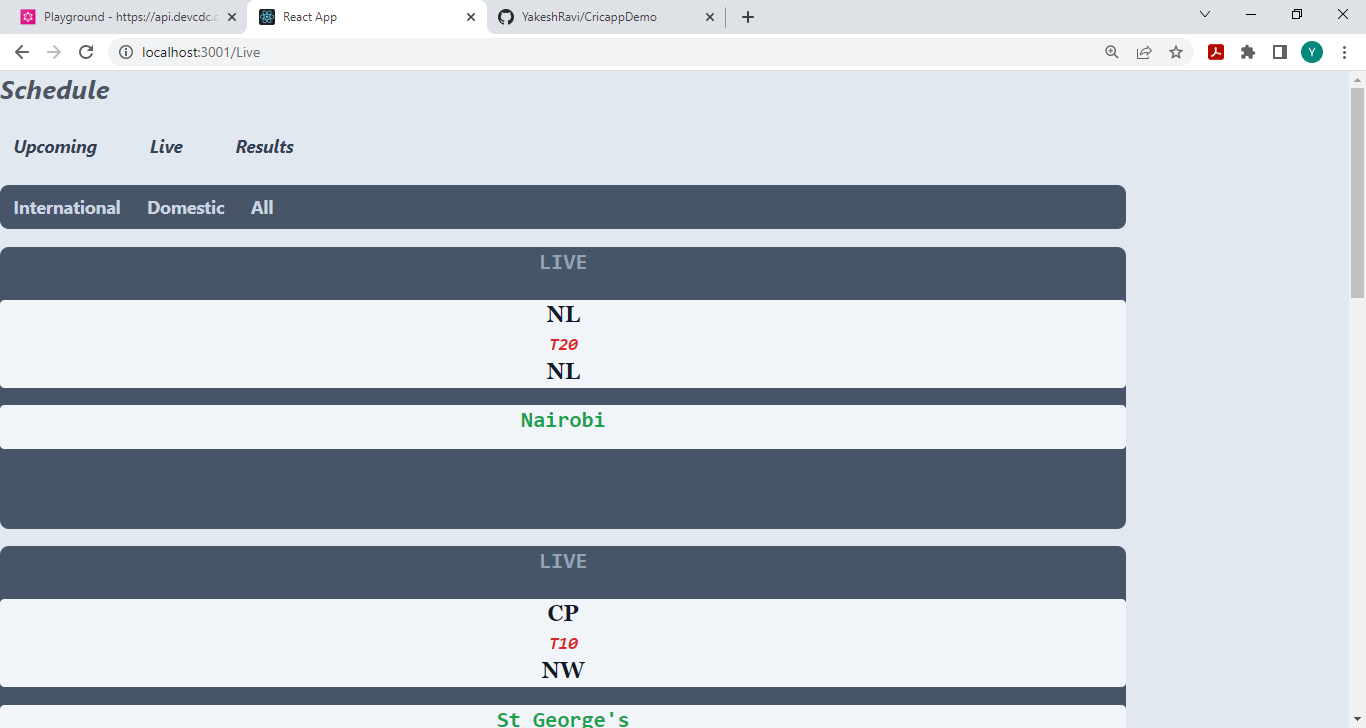 Playground - https://api.devcdc.c
React App
YakeshRavi/CricappDemo
localhost:3001/Live
Y
Schedule
Upcoming Live Results
International Domestic All
LIVE
NL
T20
NL
Nairobi
LIVE
CP
T10
NW
St George's